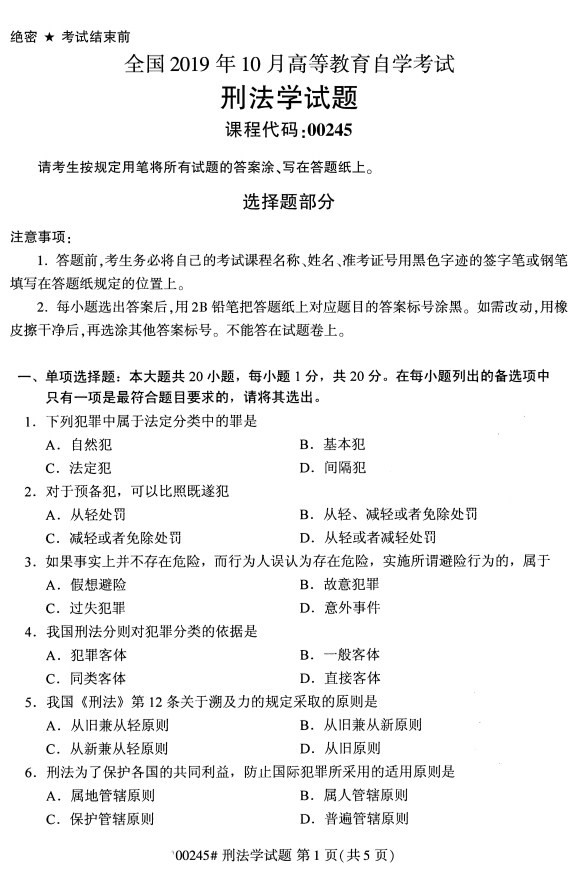 绝密 ★ 考试结束前
全国 2019 年 10 月高等教育自学考试
刑法学试题
课程代码:00245
请考生按规定用笔将所有试题的答案涂、写在答题纸上。
选择题部分
注意事项:
1. 答题前,考生务必将自己的考试课程名称、姓名、准考证号用黑色字迹的签字笔或钢笔
填写在答题纸规定的位置上。
2. 每小题选出答案后,用 2B 铅笔把答题纸上对应题目的答案标号涂黑。如需改动,用橡
皮擦干净后,再选涂其他答案标号。不能答在试题卷上。
一、单项选择题：本大题共 20 小题，每小题 1 分，共 20 分。在每小题列出的备选项中
只有一项是最符合题目要求的，请将其选出。
1．下列犯罪中属于法定分类中的罪是
A．自然犯 B．基本犯
C．法定犯 D．间隔犯
2．对于预备犯，可以比照既遂犯
A．从轻处罚 B．从轻、减轻或者免除处罚
C．减轻或者免除处罚 D．从轻或者减轻处罚
3．如果事实上并不存在危险，而行为人误认为存在危险，实施所谓避险行为的，属于
A．假想避险 B．故意犯罪
C．过失犯罪 D．意外事件
4．我国刑法分则对犯罪分类的依据是
A．犯罪客体 B．一般客体
C．同类客体 D．直接客体
5．我国《刑法》第 12 条关于溯及力的规定采取的原则是
A．从旧兼从轻原则 B．从旧兼从新原则
C．从新兼从轻原则 D．从旧原则
6．刑法为了保护各国的共同利益，防止国际犯罪所采用的适用原则是
A．属地管辖原则 B．属人管辖原则
C．保护管辖原则 D．普遍管辖原则
00245# 刑法学试题 第 1 页(共 5 页)